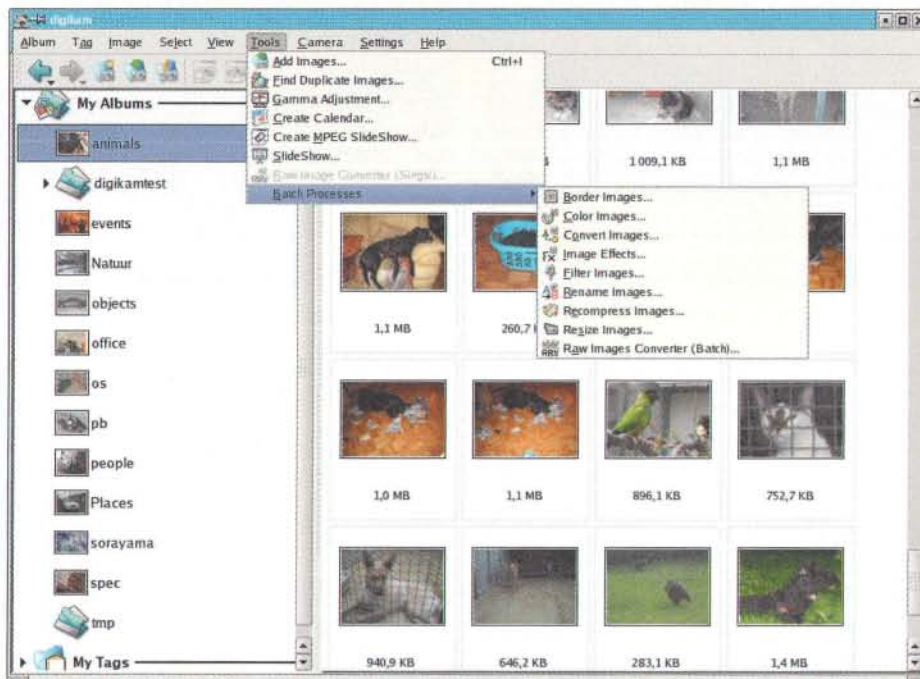 digikam
Album Tag Image Select View Tools Camera Settings Help
Add Images... Ctrl+I
Find Duplicate Images...
Gamma Adjustment...
Create Calendar...
Create MPEG SlideShow...
SlideShow...
Raw Image Converter (Single)...
Batch Processes
Border Images...
Color Images...
Convert Images...
Image Effects...
Filter Images...
Rename Images...
Recompress Images...
Resize Images...
Raw Images Converter (Batch)...
My Albums
animals
digikamtest
events
Natuur
objects
office
os
pb
people
Places
sorayama
spec
tmp
My Tags
1 009,1 KB
1,1 MB
1,1 MB
260,7
1,0 MB
1,1 MB
896,1 KB
752,7 KB
940,9 KB
646,2 KB
283,1 KB
1,4 MB